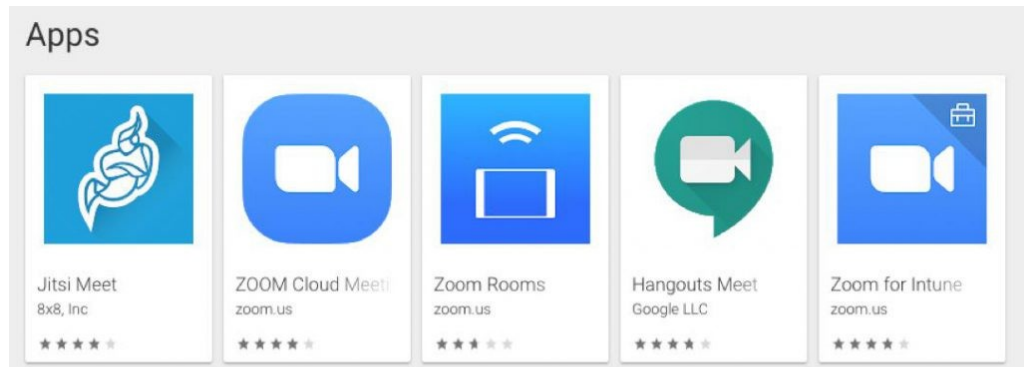 Apps
Jitsi Meet
8x8, Inc
ZOOM Cloud Meeti
zoom.us
Zoom Rooms
zoom.us
Hangouts Meet
Google LLC
Zoom for Intune
zoom.us